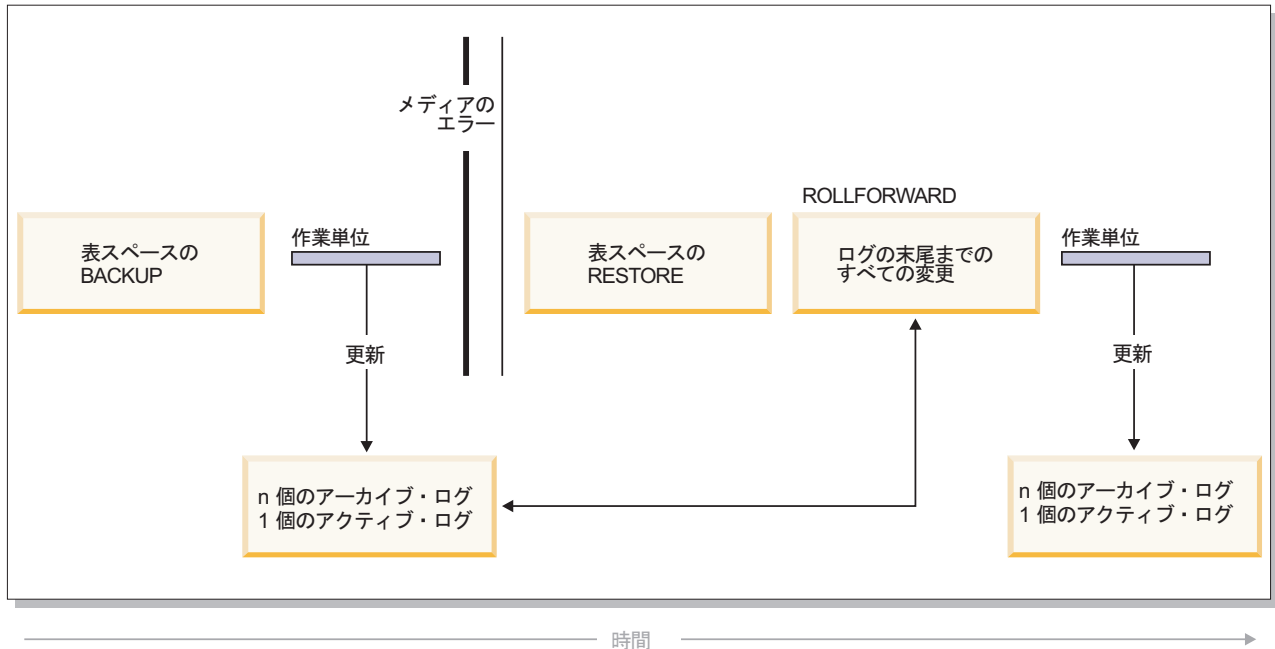 メディアの
エラー
ROLLFORWARD
表スペースの
BACKUP
作業単位
表スペースの
RESTORE
ログの末尾までの
すべての変更
作業単位
更新
更新
n 個のアーカイブ・ログ
1 個のアクティブ・ログ
n 個のアーカイブ・ログ
1 個のアクティブ・ログ
時間